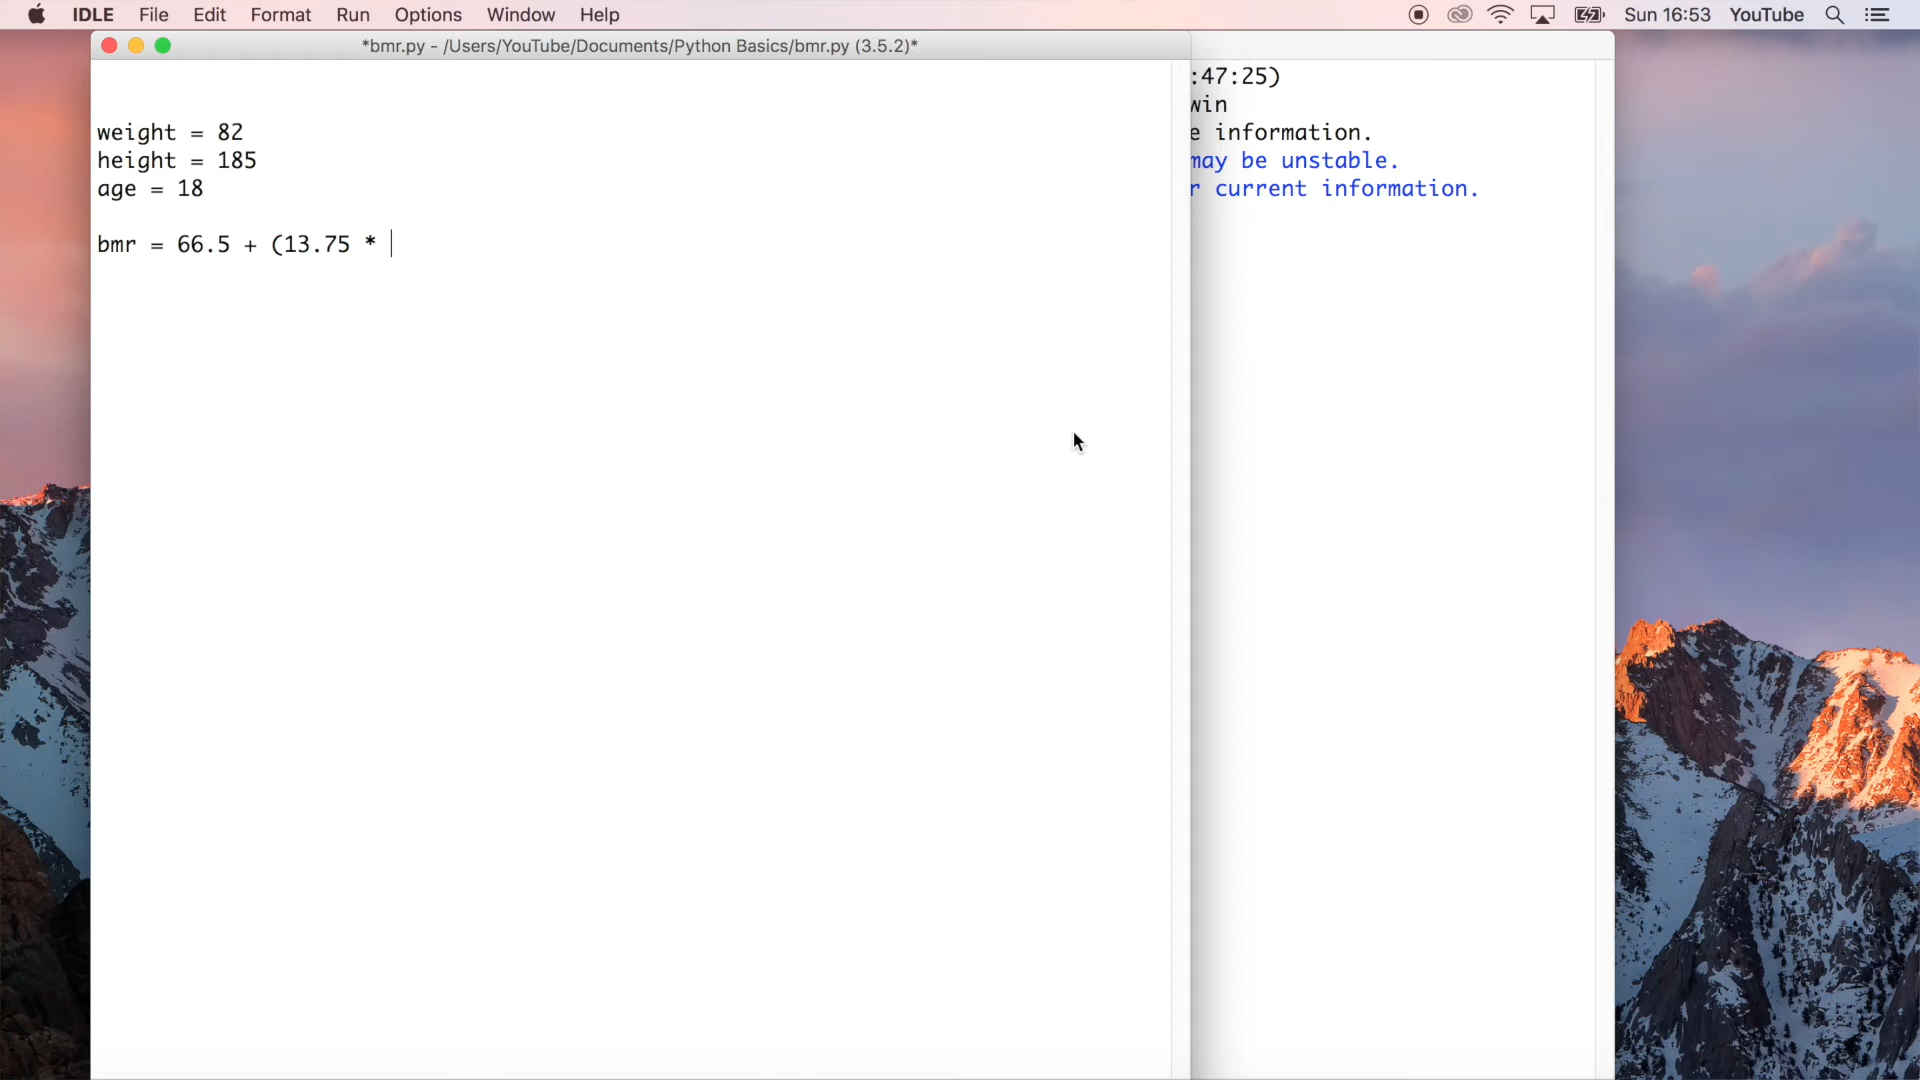 IDLE File Edit Format Run Options Window Help Sun 16:53 YouTube
*bmr.py - /Users/YouTube/Documents/Python Basics/bmr.py (3.5.2)*
:47:25)
win
weight = 82
e information.
height = 185
may be unstable.
age = 18
r current information.
bmr = 66.5 + (13.75 *